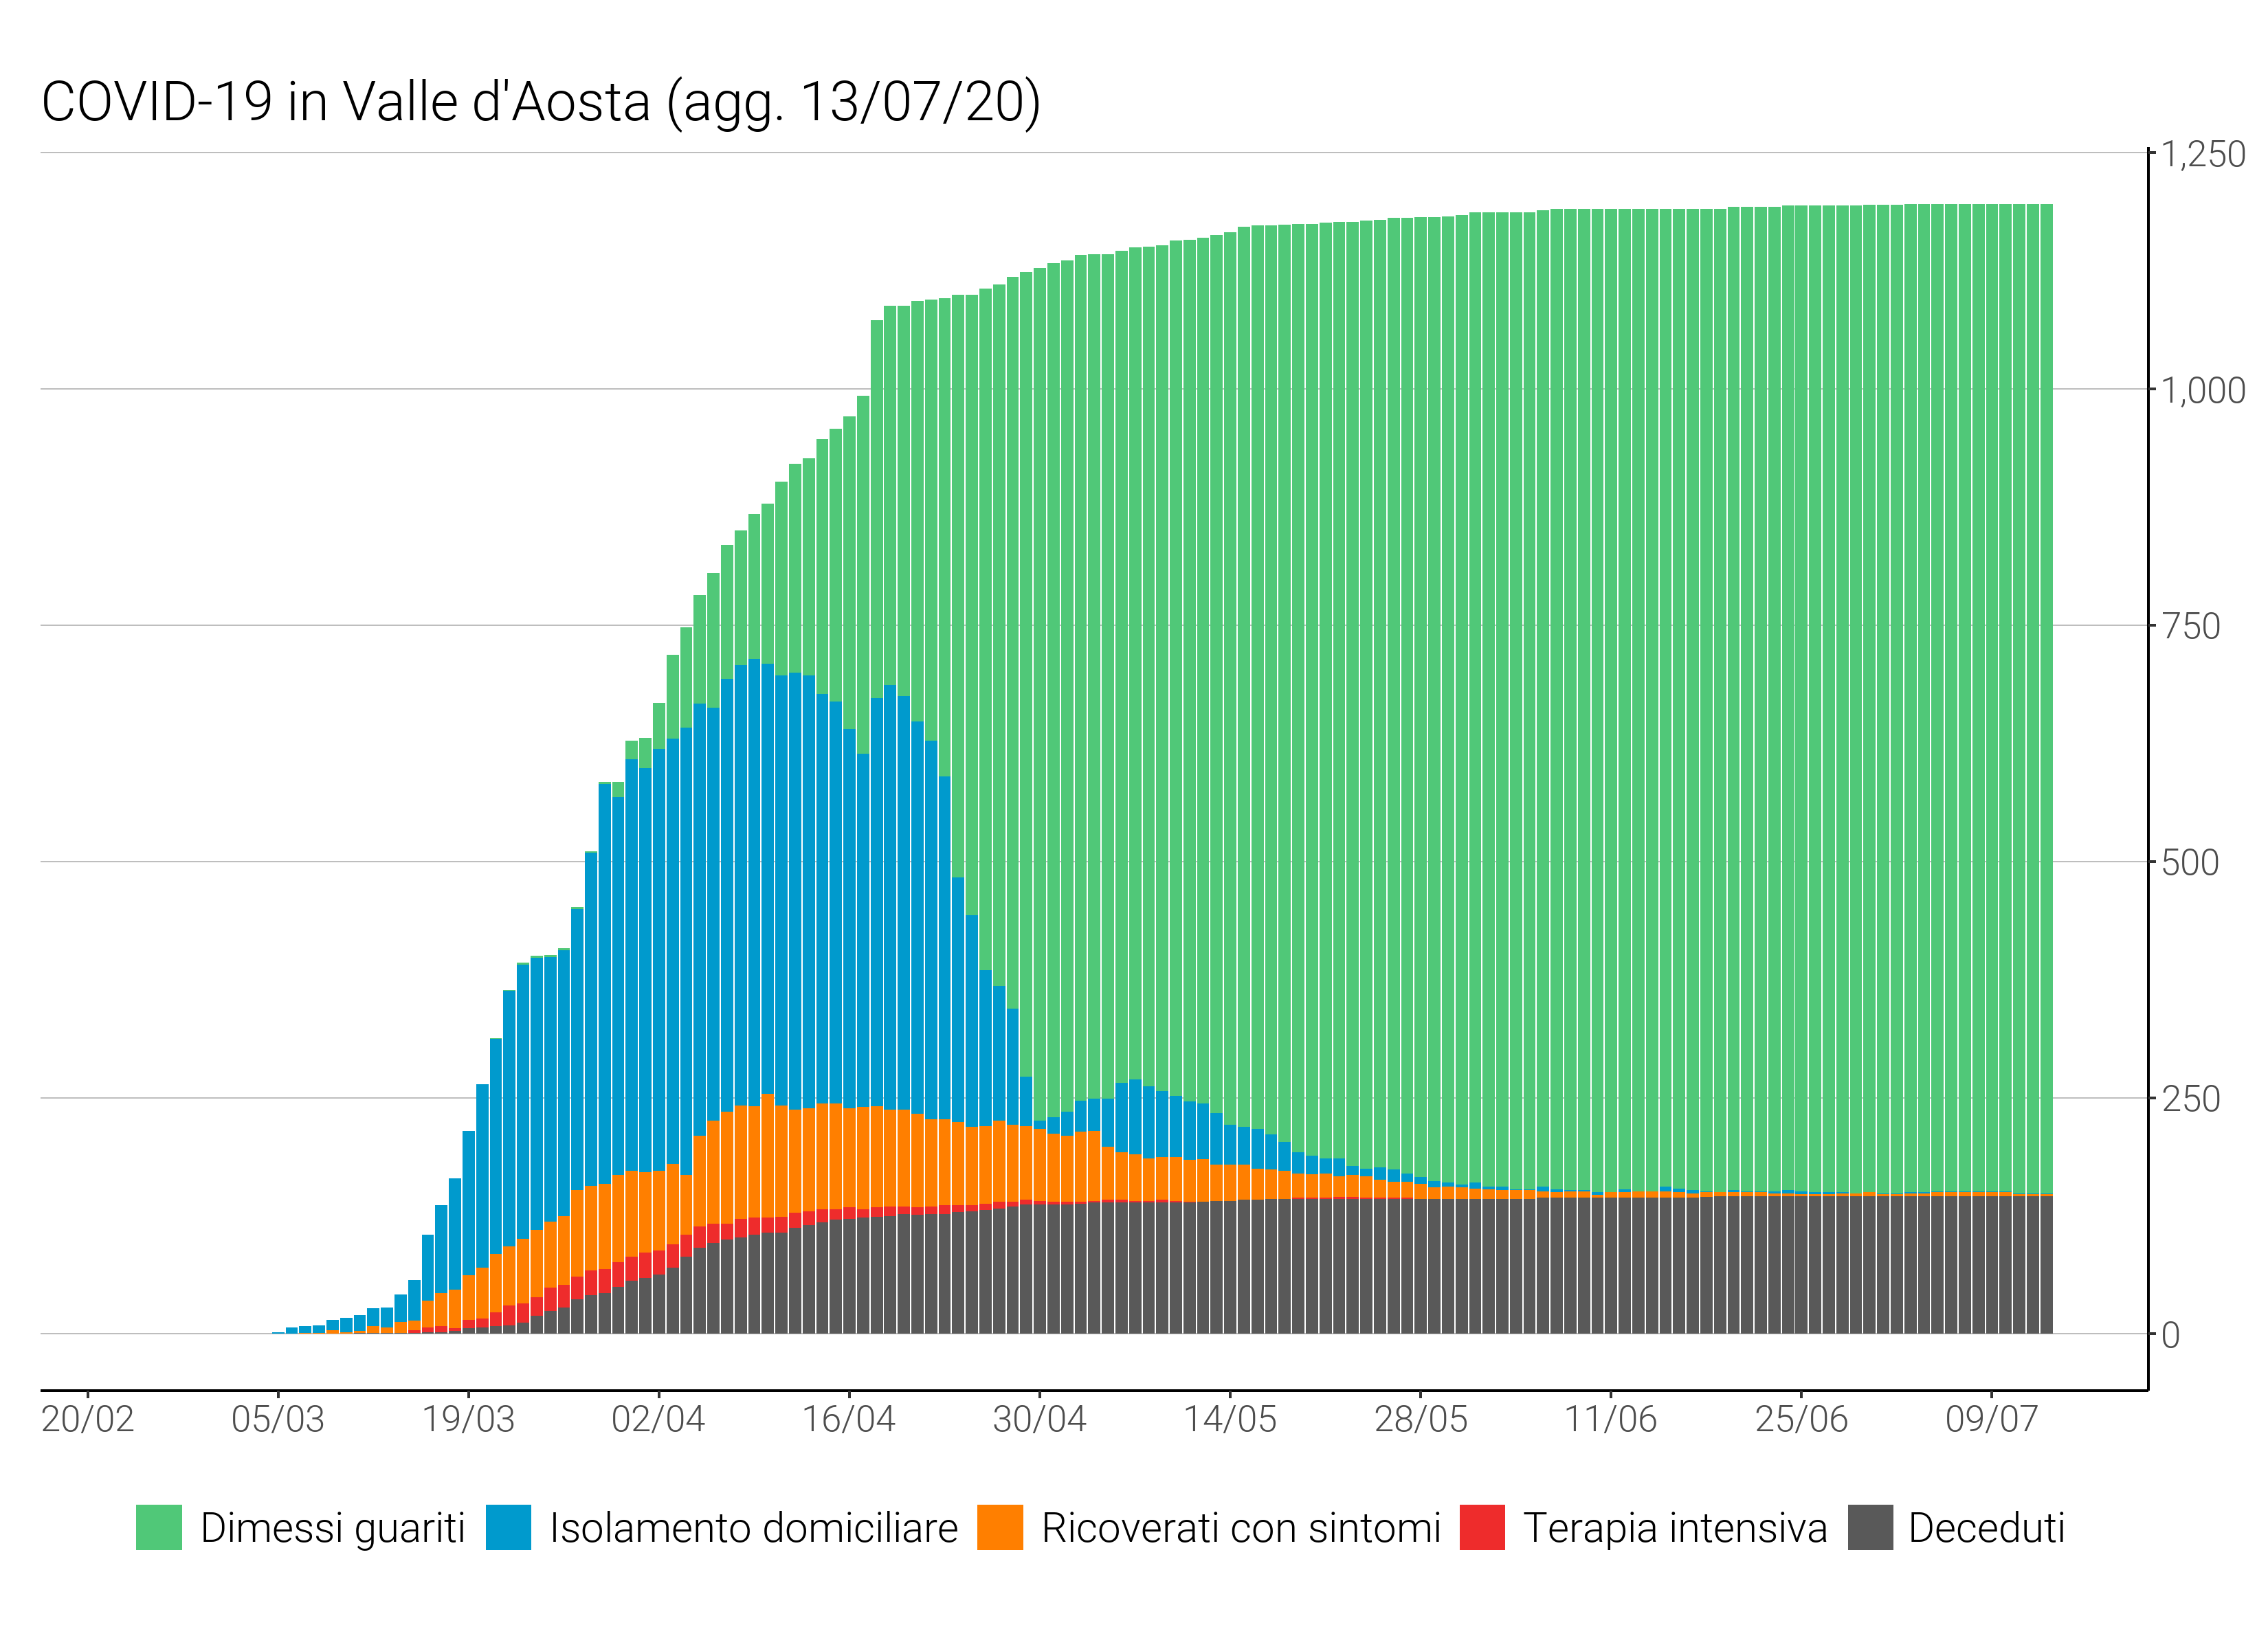 COVID-19 in Valle d'Aosta (agg. 13/07/20)
1,250
1,000
750
500
250
0
20/02 05/03 19/03 02/04 16/04 30/04 14/05 28/05 11/06 25/06 09/07
Dimessi guariti Isolamento domiciliare Ricoverati con sintomi Terapia intensiva Deceduti